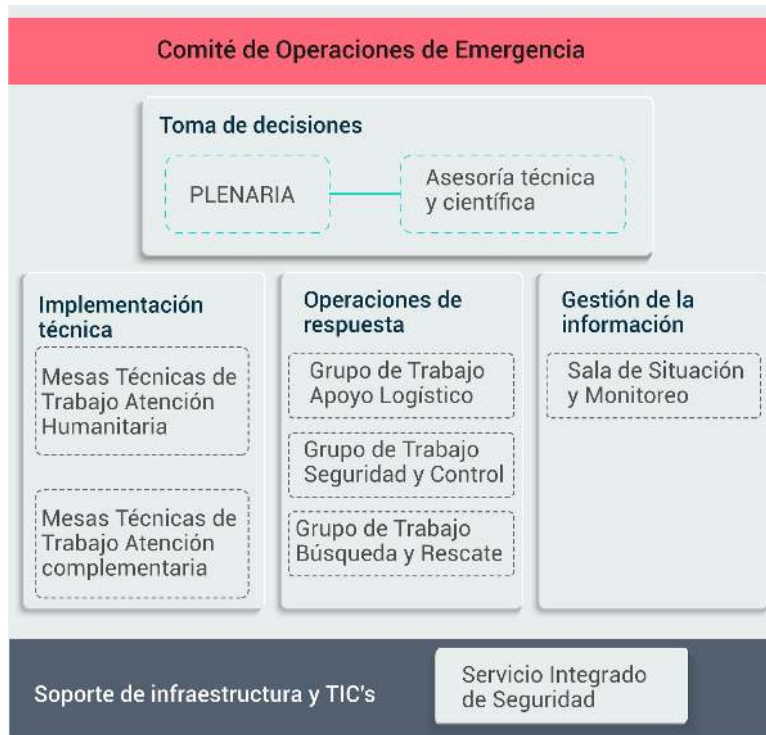 Comité de Operaciones de Emergencia
Toma de decisiones
PLENARIA
Asesoría técnica
y científica
Implementación
técnica
Mesas Técnicas de
Trabajo Atención
Humanitaria
Mesas Técnicas de
Trabajo Atención
complementaria
Operaciones de
respuesta
Grupo de Trabajo
Apoyo Logístico
Grupo de Trabajo
Seguridad y Control
Grupo de Trabajo
Búsqueda y Rescate
Gestión de la
información
Sala de Situación
y Monitoreo
Soporte de infraestructura y TIC's
Servicio Integrado
de Seguridad